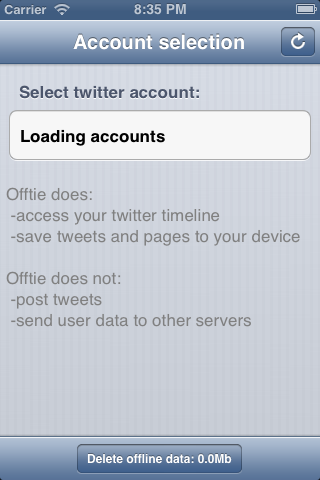 Carrier 8:35 PM
Account selection
Select twitter account:
Loading accounts
Offtie does:
-access your twitter timeline
-save tweets and pages to your device
Offtie does not:
-post tweets
-send user data to other servers
Delete offline data: 0.0Mb